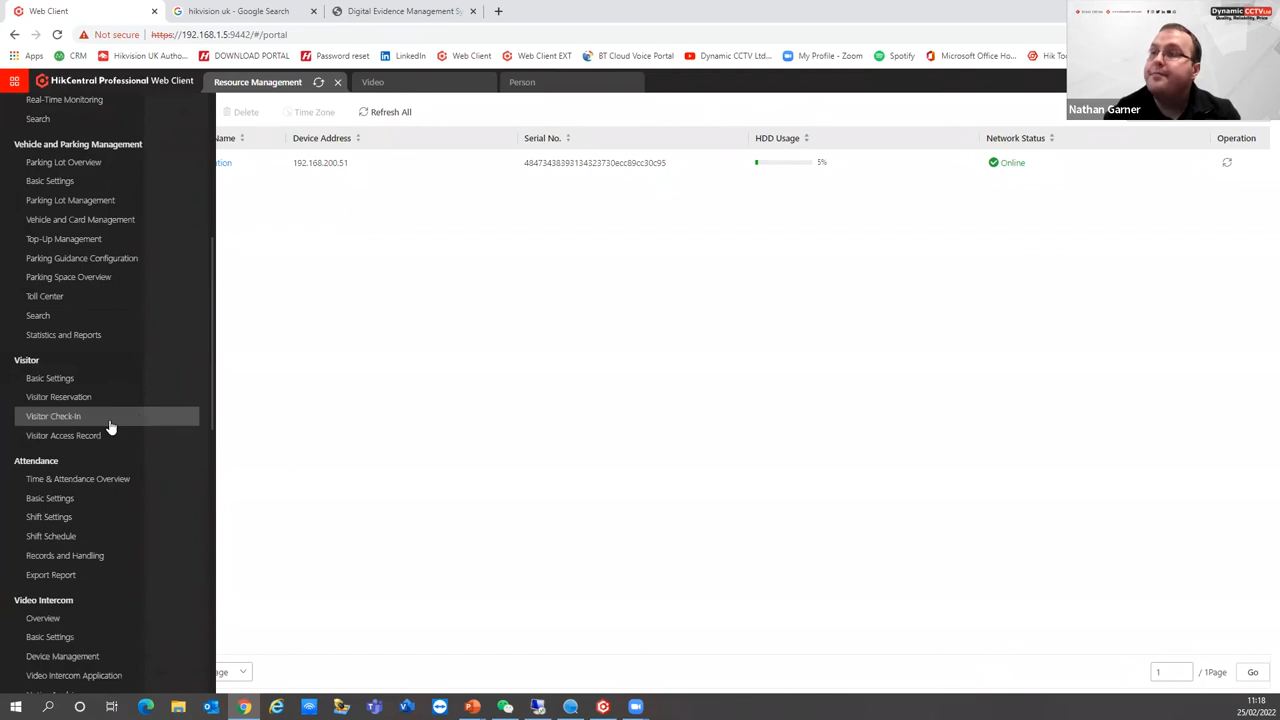 Web Client
hikvision uk - Google Search
Digital Evidence Management Sy
Not secure
https://192.168.1.5:9442/#/portal
Apps
CRM
Hikvision UK Autho...
DOWNLOAD PORTAL
Password reset
LinkedIn
Web Client
Web Client EXT
BT Cloud Voice Portal
Dynamic CCTV Ltd...
My Profile - Zoom
Spotify
Microsoft Office Ho...
Hik To
Dynamic CCTV Ltd
Quality, Reliability, Price
Nathan Garner
HikCentral Professional Web Client
Resource Management
Video
Person
Delete
Time Zone
Refresh All
Name
Device Address
Serial No.
HDD Usage
Network Status
Operation
ation
192.168.200.51
5%
Online
Real-Time Monitoring
Search
Vehicle and Parking Management
Parking Lot Overview
Basic Settings
Parking Lot Management
Vehicle and Card Management
Top-Up Management
Parking Guidance Configuration
Parking Space Overview
Toll Center
Search
Statistics and Reports
Visitor
Basic Settings
Visitor Reservation
Visitor Check-In
Visitor Access Record
Attendance
Time & Attendance Overview
Basic Settings
Shift Settings
Shift Schedule
Records and Handling
Export Report
Video Intercom
Overview
Basic Settings
Device Management
Video Intercom Application
age
1
/ 1Page
Go
11:18
25/02/2022